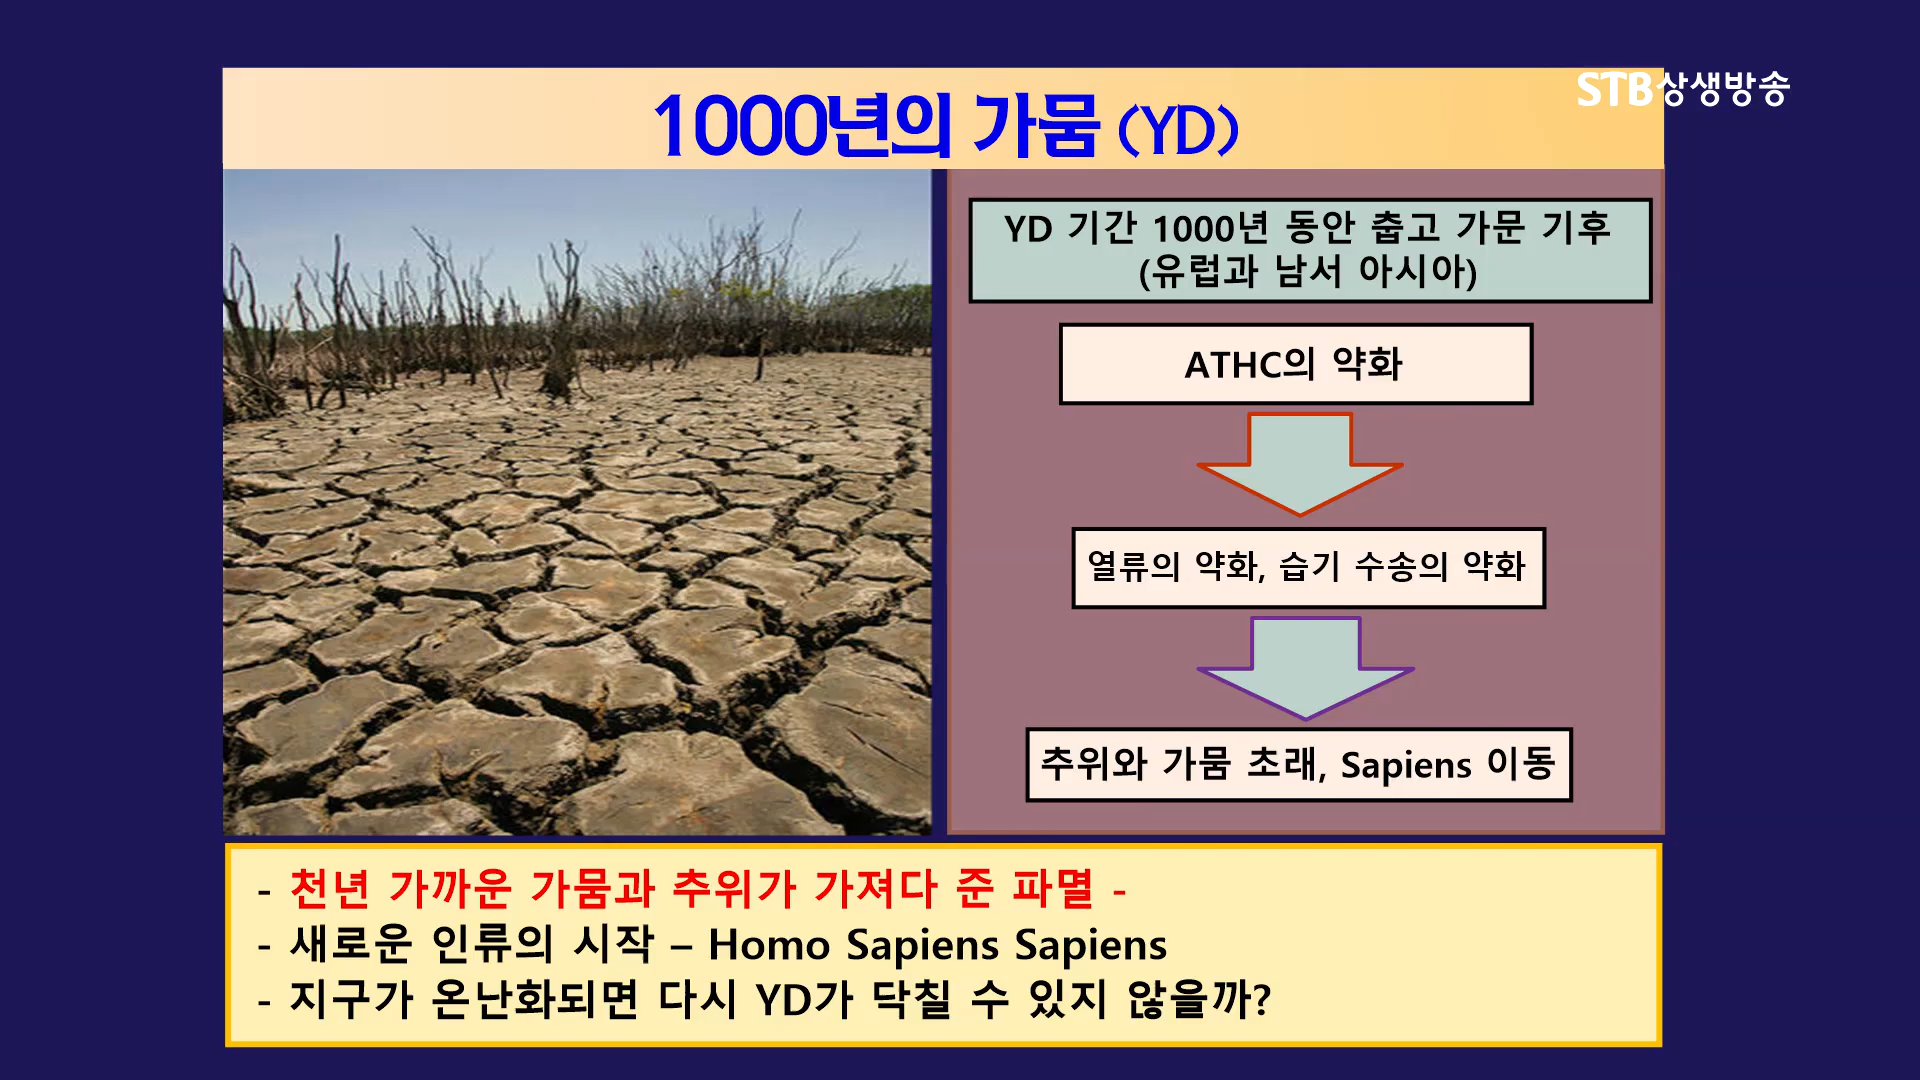 STB상생방송
1000년의 가뭄 (YD)
YD 기간 1000년 동안 춥고 가문 기후
(유럽과 남서 아시아)
ATHC의 약화
열류의 약화, 습기 수송의 약화
추위와 가뭄 초래, Sapiens 이동
- 천년 가까운 가뭄과 추위가 가져다 준 파멸 -
- 새로운 인류의 시작 – Homo Sapiens Sapiens
- 지구가 온난화되면 다시 YD가 닥칠 수 있지 않을까?